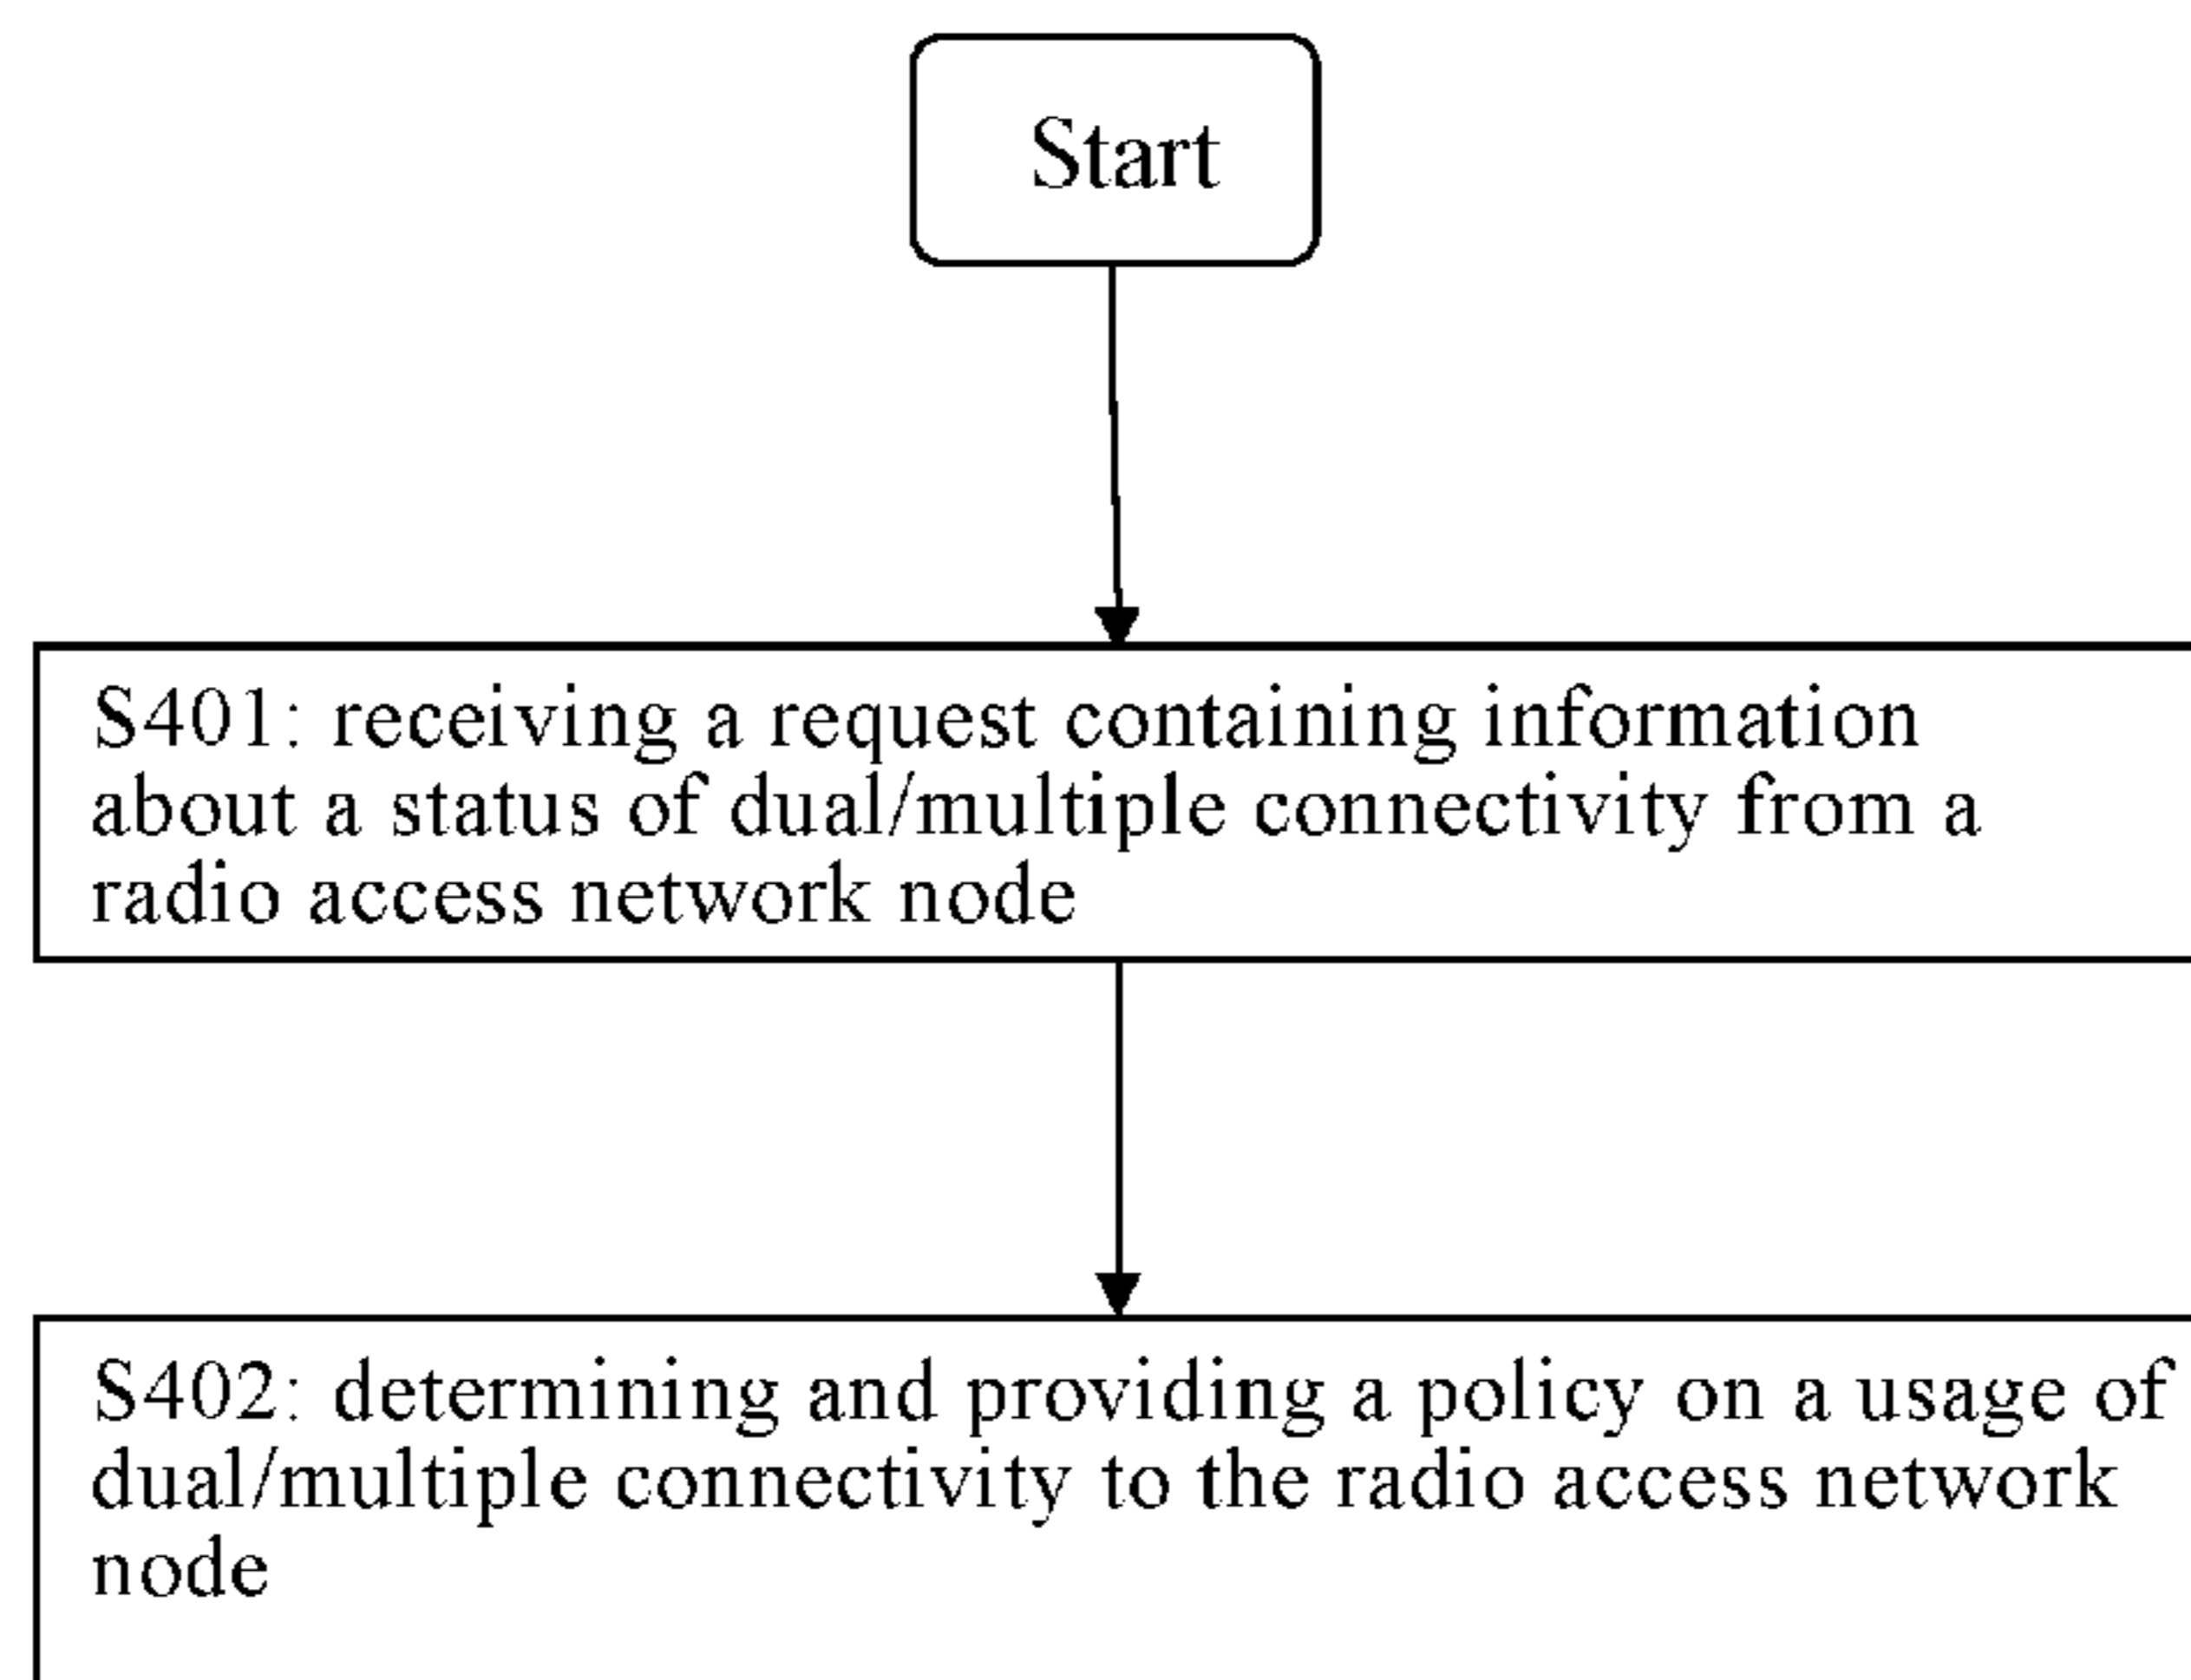 Start
S401: receiving a request containing information
about a status of dual/multiple connectivity from a
radio access network node
S402: determining and providing a policy on a usage of
dual/multiple connectivity to the radio access network
node